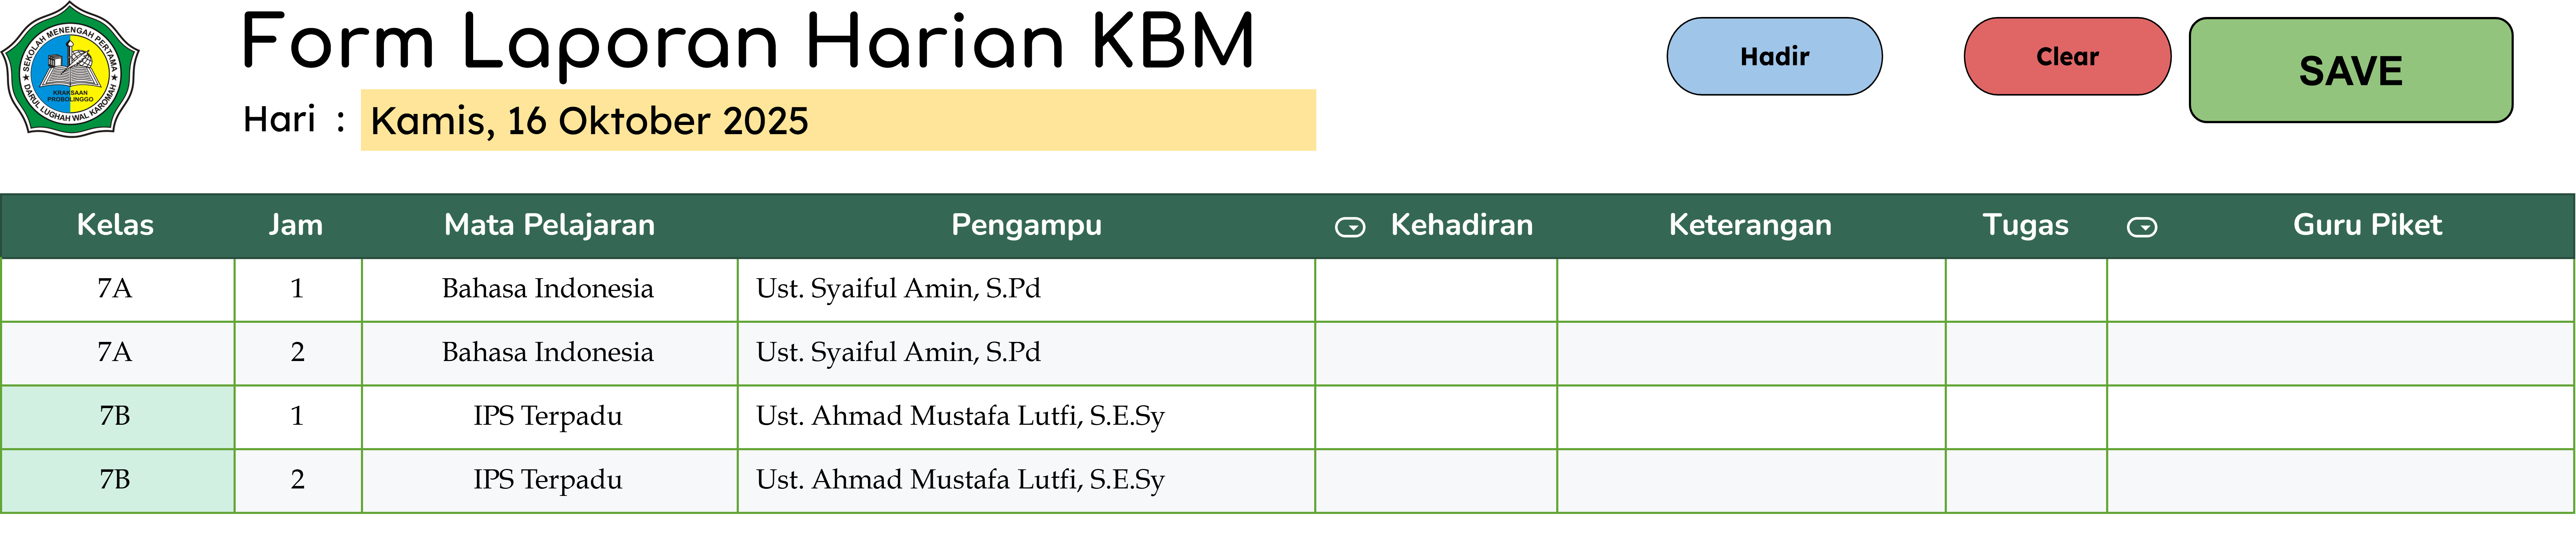 SEKOLAH MENENGAH PERTAMA
KRAKSAAN
PROBOLINGGO
DARUL LUGHAH WAL KAROMAH
Form Laporan Harian KBM
Hadir
Clear
SAVE
Hari : Kamis, 16 Oktober 2025
Kelas Jam Mata Pelajaran Pengampu Kehadiran Keterangan Tugas Guru Piket
7A 1 Bahasa Indonesia Ust. Syaiful Amin, S.Pd
7A 2 Bahasa Indonesia Ust. Syaiful Amin, S.Pd
7B 1 IPS Terpadu Ust. Ahmad Mustafa Lutfi, S.E.Sy
7B 2 IPS Terpadu Ust. Ahmad Mustafa Lutfi, S.E.Sy